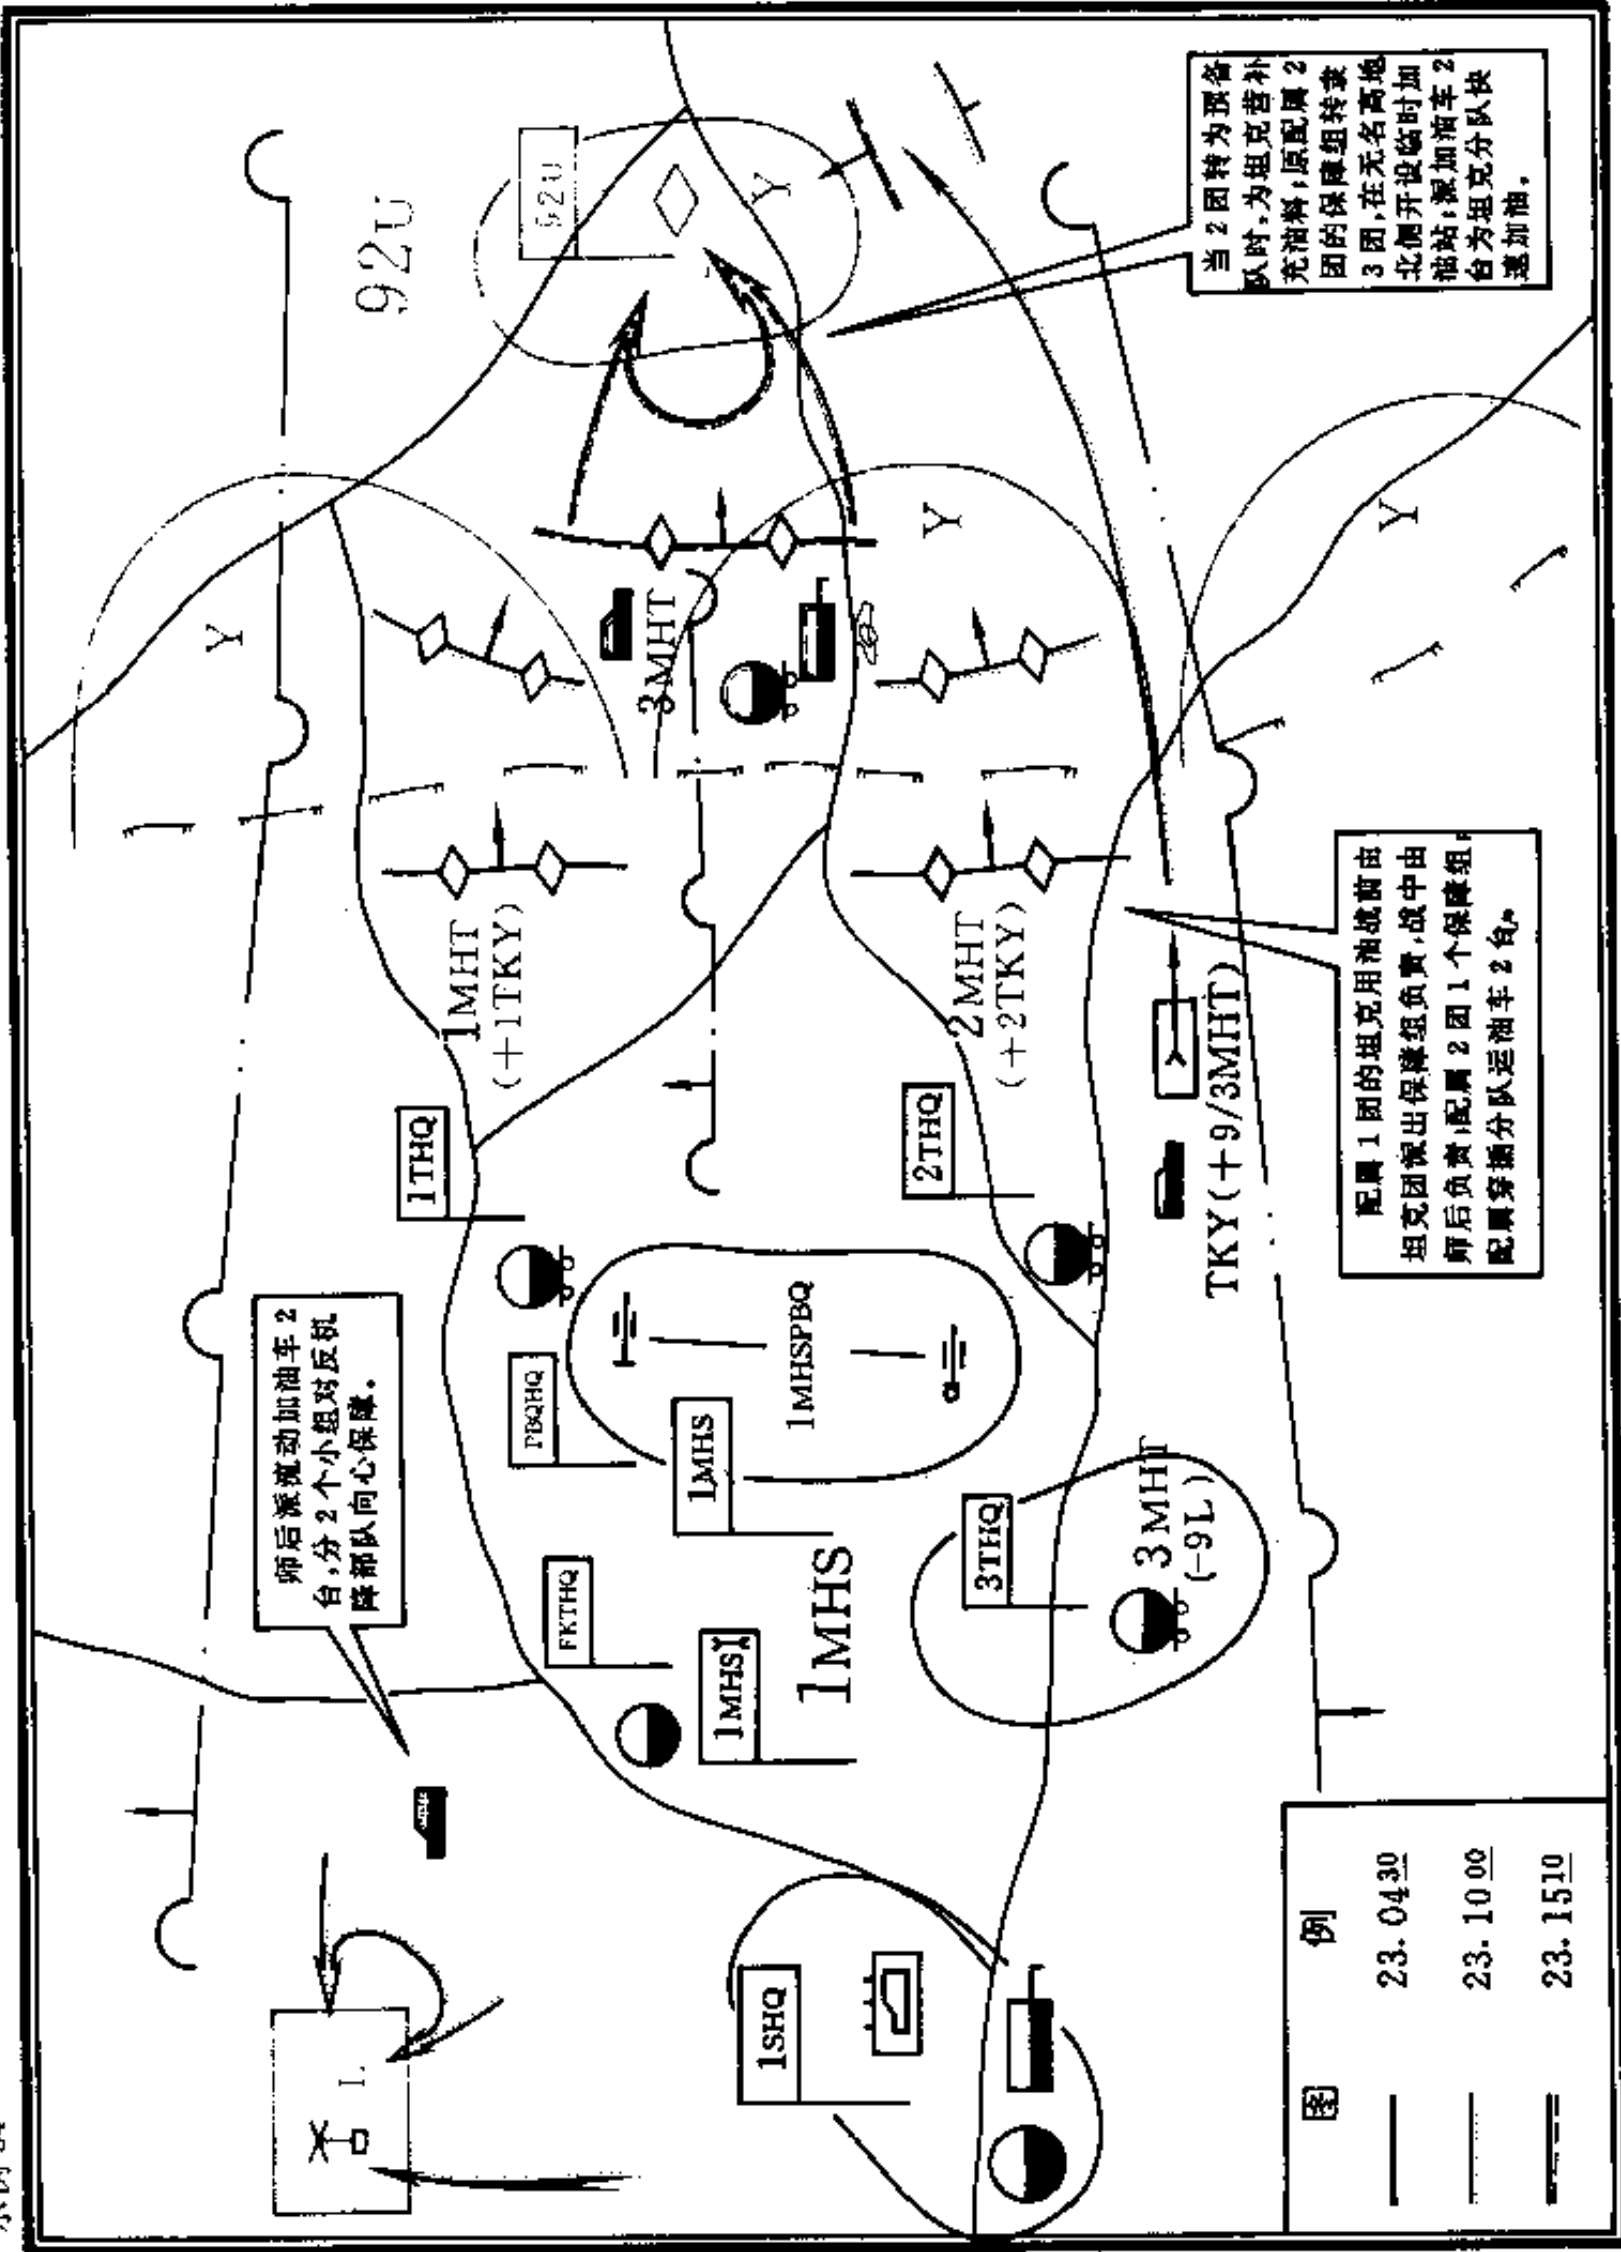 92U
92U
Y
Y
Y
Y
当2团转为预备
队时，为坦克营补
充油料；原配属2
团的保障组转隶
3团，在无名高地
北侧开设临时加
油站；派加油车2
台为坦克分队快
速加油。
3MHT
1MHT
(+1TKY)
2MHT
(+2TKY)
TKY(+9/3MHT)
配属1团的坦克用油战前由
坦克团派出保障组负责，战中由
师后负责；配属2团1个保障组；
配属穿插分队运油车2台。
1THQ
2THQ
师后派流动加油车2
台，分2个小组对反机
降部队向心保障。
PBQHQ
1MHSPBQ
1MHS
3THQ
3MHT
(-9L)
FKTHQ
1MHS
1MHS
L
1SHQ
图 例
23.0430
23.1000
23.1510